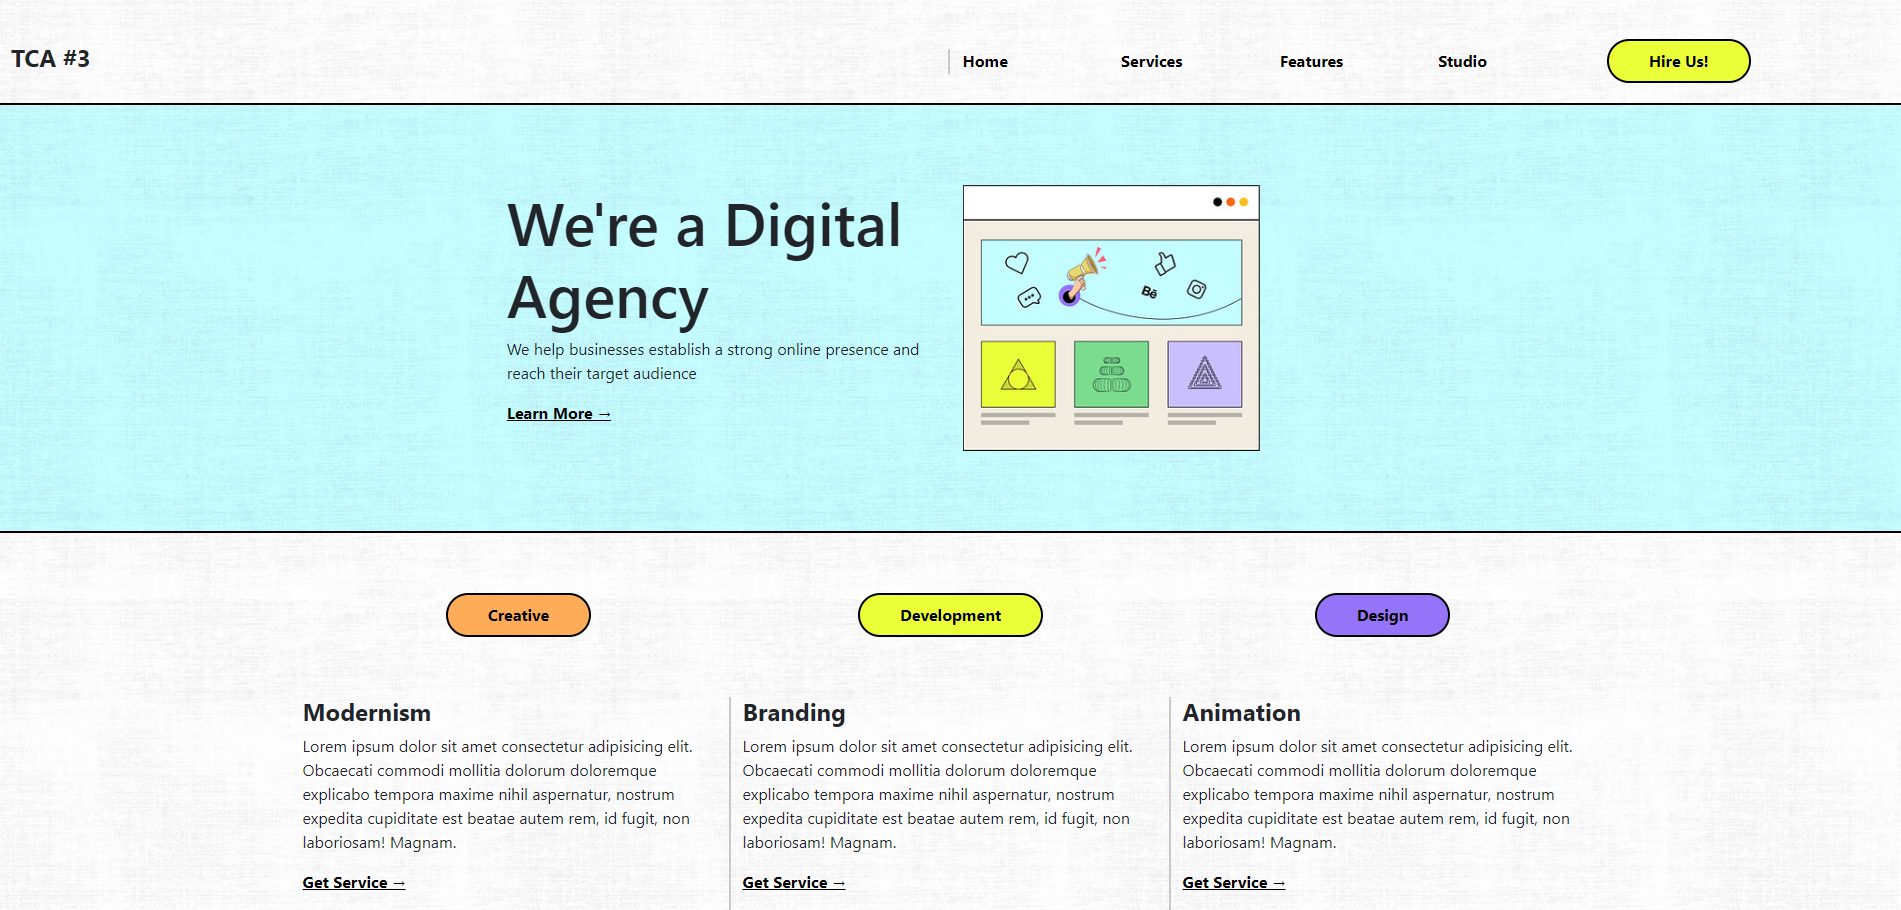 TCA #3
Home Services Features Studio Hire Us!
We're a Digital
Agency
We help businesses establish a strong online presence and
reach their target audience
Learn More →
Bē
Creative
Development
Design
Modernism
Lorem ipsum dolor sit amet consectetur adipisicing elit.
Obcaecati commodi mollitia dolorum doloremque
explicabo tempora maxime nihil aspernatur, nostrum
expedita cupiditate est beatae autem rem, id fugit, non
laboriosam! Magnam.
Get Service →
Branding
Lorem ipsum dolor sit amet consectetur adipisicing elit.
Obcaecati commodi mollitia dolorum doloremque
explicabo tempora maxime nihil aspernatur, nostrum
expedita cupiditate est beatae autem rem, id fugit, non
laboriosam! Magnam.
Get Service →
Animation
Lorem ipsum dolor sit amet consectetur adipisicing elit.
Obcaecati commodi mollitia dolorum doloremque
explicabo tempora maxime nihil aspernatur, nostrum
expedita cupiditate est beatae autem rem, id fugit, non
laboriosam! Magnam.
Get Service →